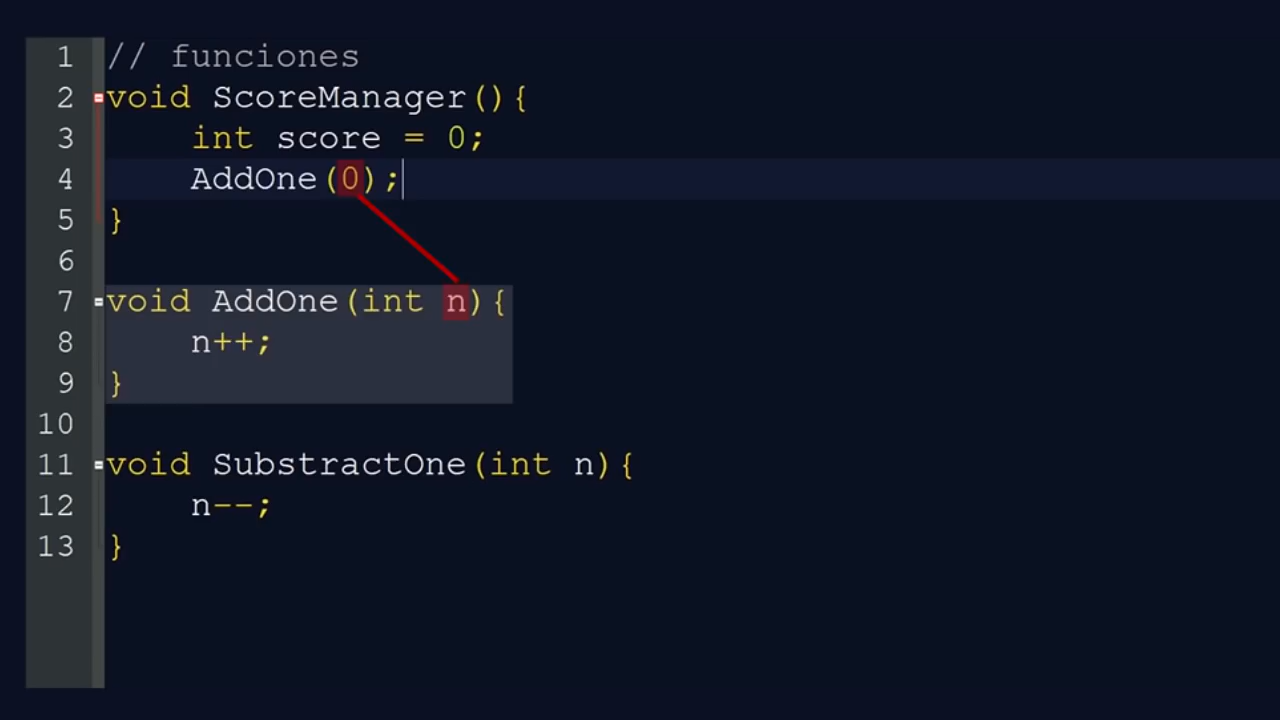 1 // funciones
2 void ScoreManager(){
3 int score = 0;
4 AddOne(0);
5 }
6
7 void AddOne(int n){
8 n++;
9 }
10
11 void SubstractOne(int n){
12 n--;
13 }